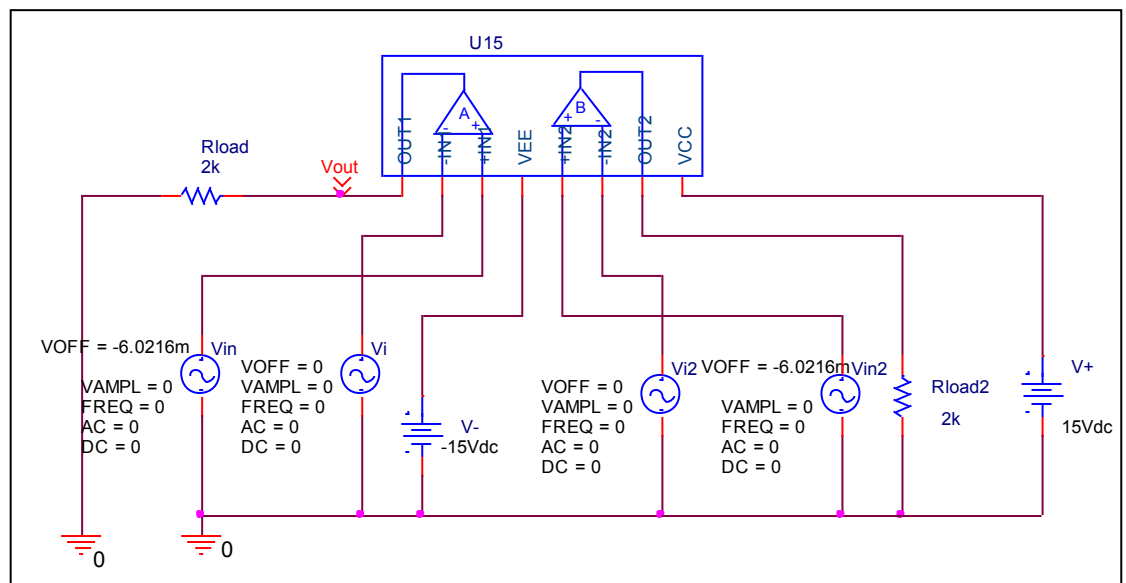 U15
A
B
-
+
+
-
OUT1
-IN1
+IN1
VEE
+IN2
-IN2
OUT2
VCC
Rload
2k
Vout
VOFF = -6.0216m
Vin
VAMPL = 0
FREQ = 0
AC = 0
DC = 0
VOFF = 0
Vi
VAMPL = 0
FREQ = 0
AC = 0
DC = 0
V-
-15Vdc
VOFF = 0
Vi2
VAMPL = 0
FREQ = 0
AC = 0
DC = 0
VOFF = -6.0216m
Vin2
VAMPL = 0
FREQ = 0
AC = 0
DC = 0
Rload2
2k
V+
15Vdc
0
0